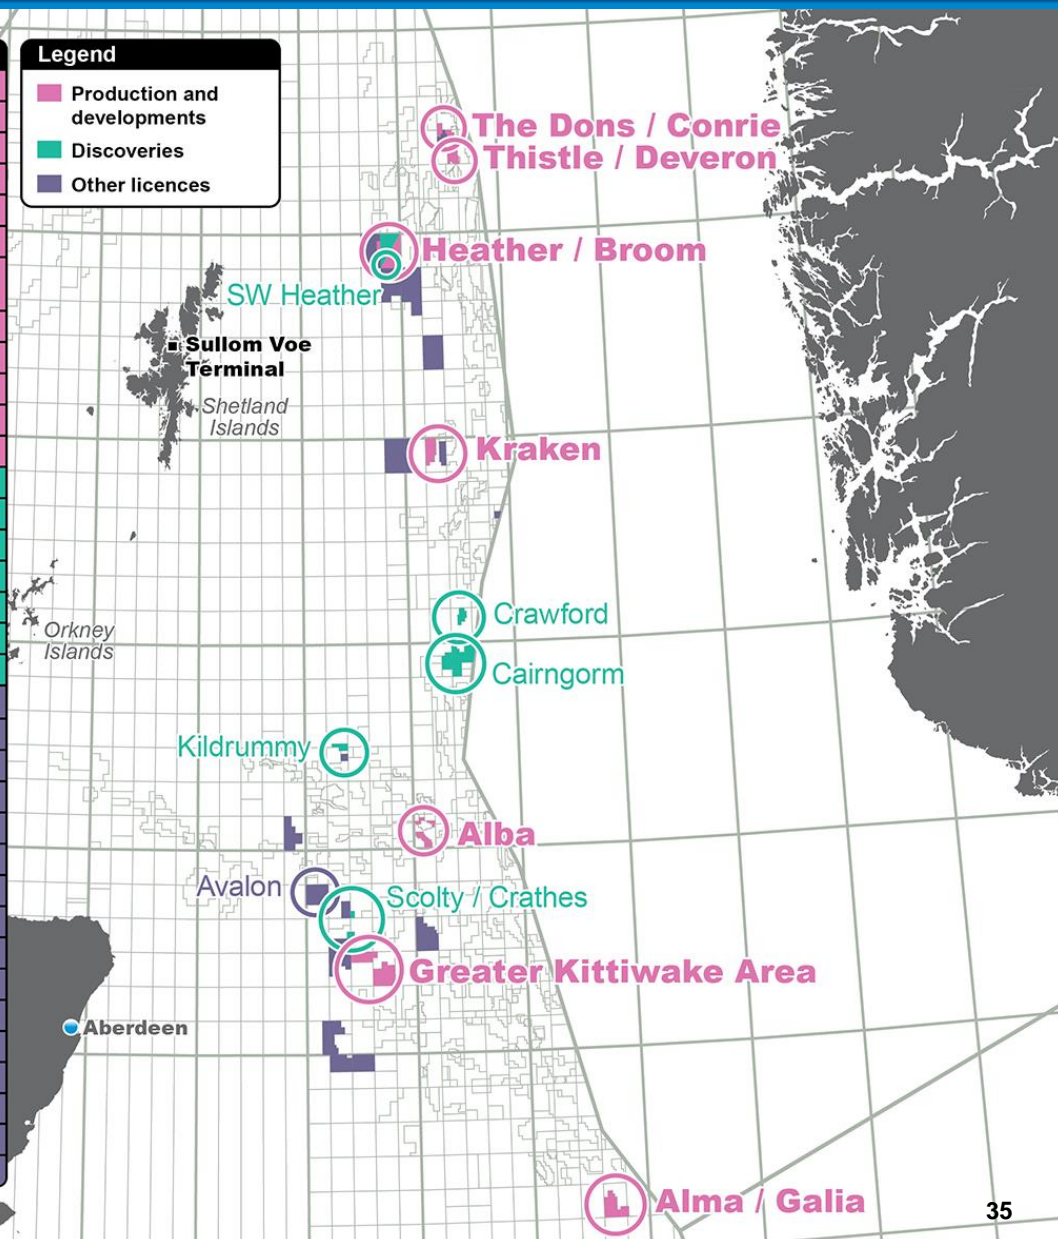 Legend
Production and
developments
Discoveries
Other licences
The Dons / Conrie
Thistle / Deveron
Heather / Broom
SW Heather
Sullom Voe
Terminal
Shetland
Islands
Kraken
Crawford
Orkney
Islands
Cairngorm
Kildrummy
Alba
Avalon
Scolty / Crathes
Greater Kittiwake Area
Aberdeen
Alma / Galia
35